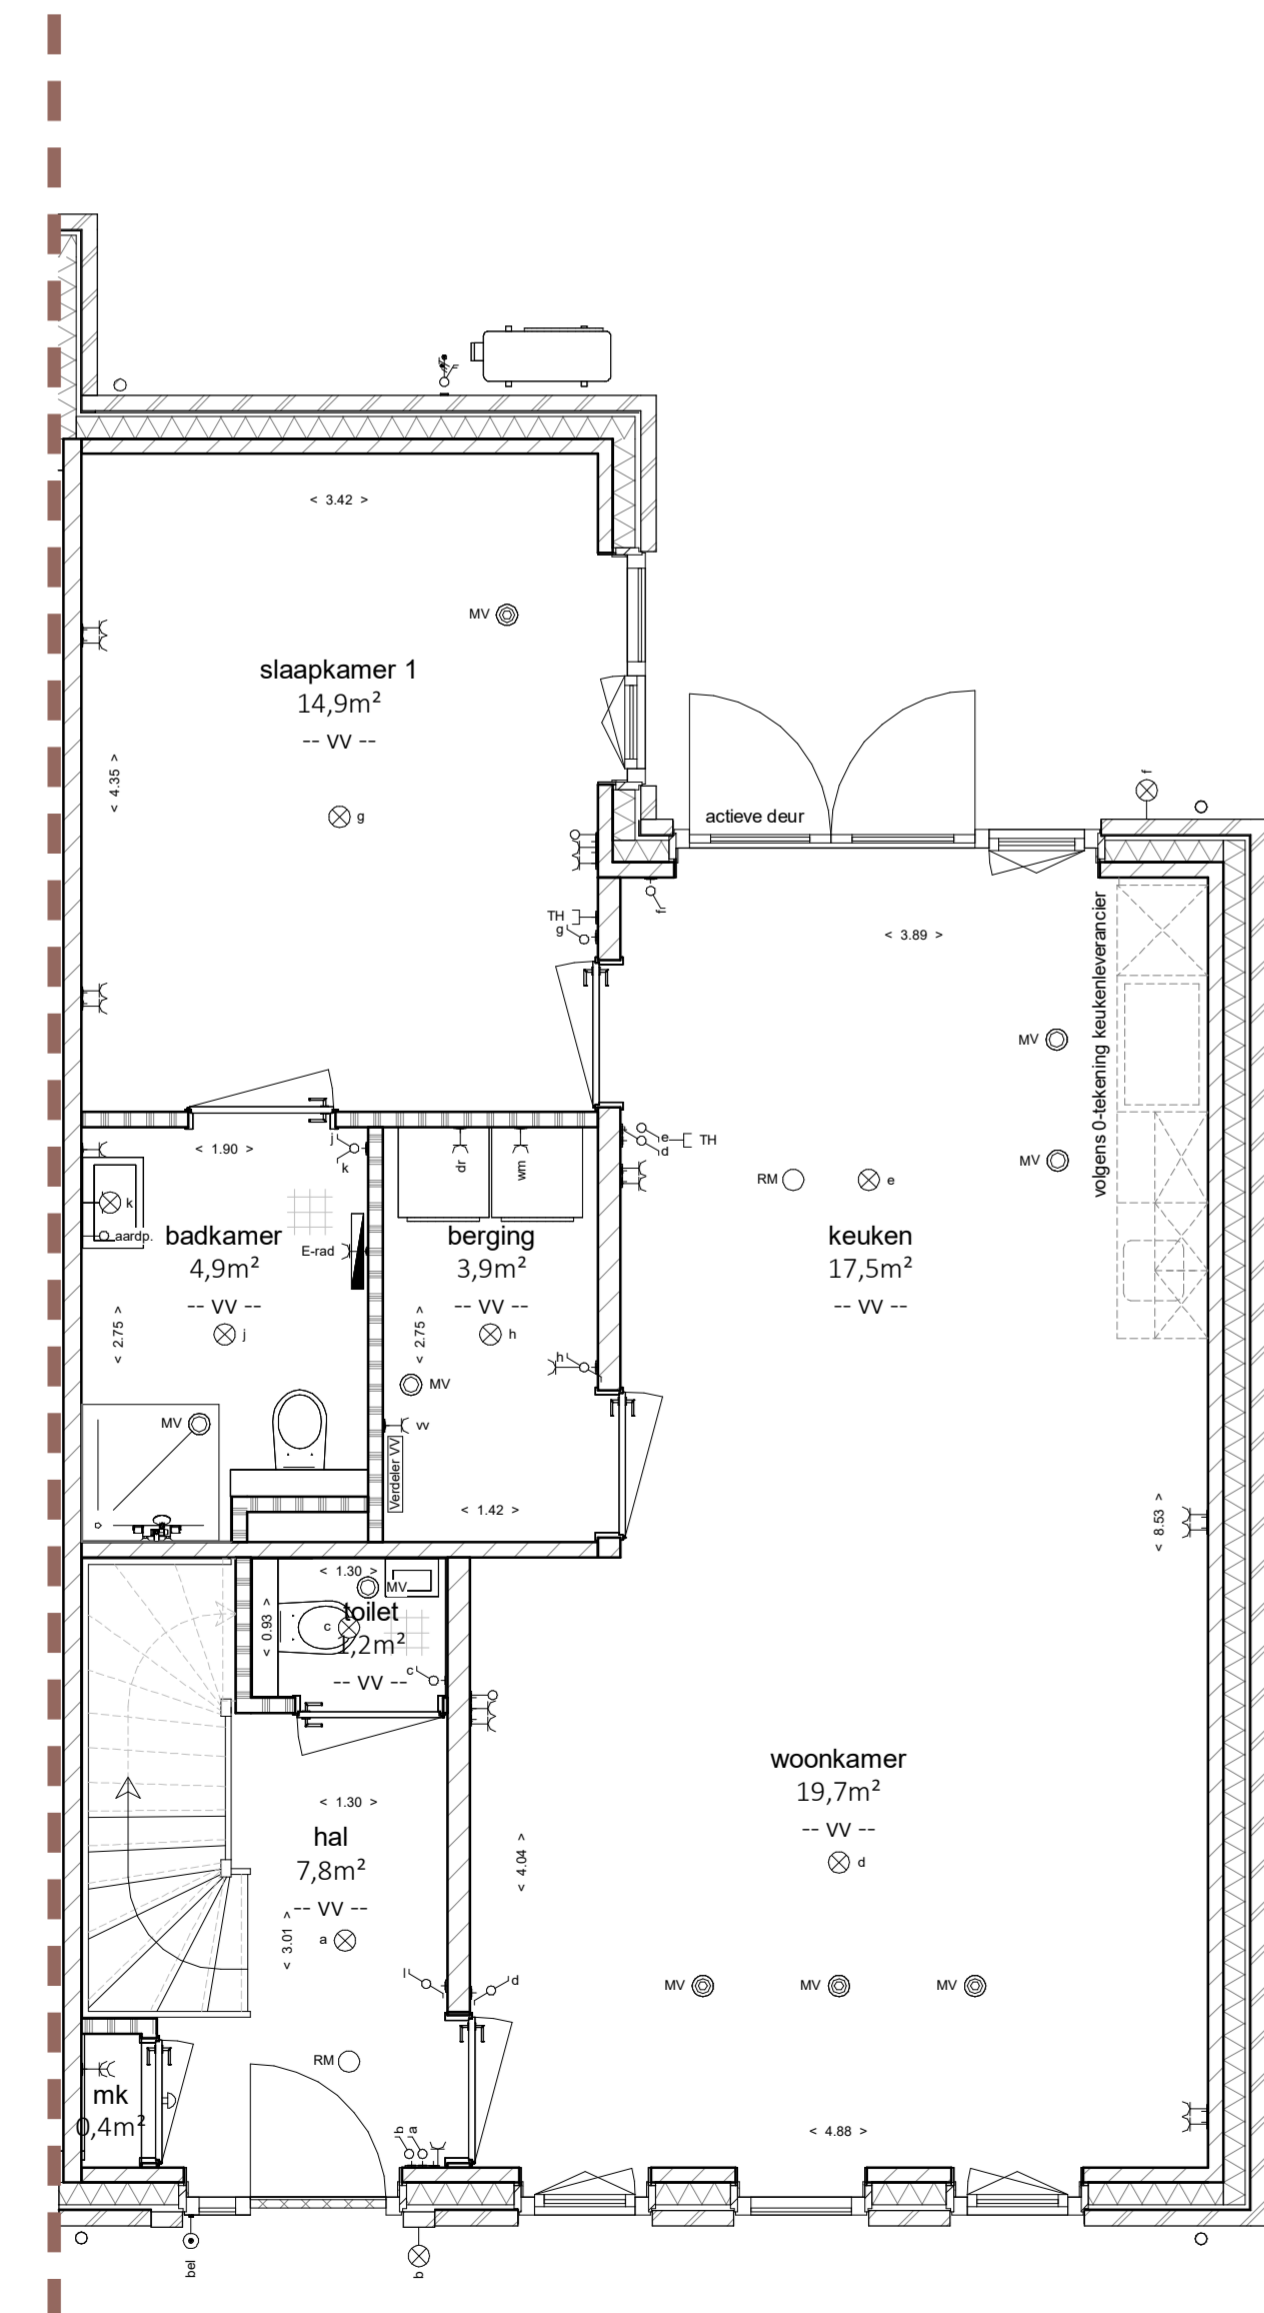 < 3.42 >
MV
slaapkamer 1
14,9m²
-- VV --
< 4.35 >
g
f
actieve deur
TH
g
fr
< 3.89 >
volgens 0-tekening keukenleverancier
MV
e
d
TH
MV
RM
e
< 1.90 >
j
k
dr
wm
k
aardp.
badkamer
4,9m²
-- VV --
j
E-rad
berging
3,9m²
-- VV --
h
keuken
17,5m²
-- VV --
< 2.75 >
< 2.75 >
h
MV
MV
vv
Verdeler VV
< 1.42 >
< 8.53 >
< 1.30 >
MV
toilet
1,2m²
-- VV --
c
c
< 0.93 >
woonkamer
19,7m²
-- VV --
d
< 1.30 >
hal
7,8m²
-- VV --
a
< 3.01 >
< 4.04 >
l
d
MV
MV
MV
RM
mk
0,4m²
b
a
< 4.88 >
bel
b